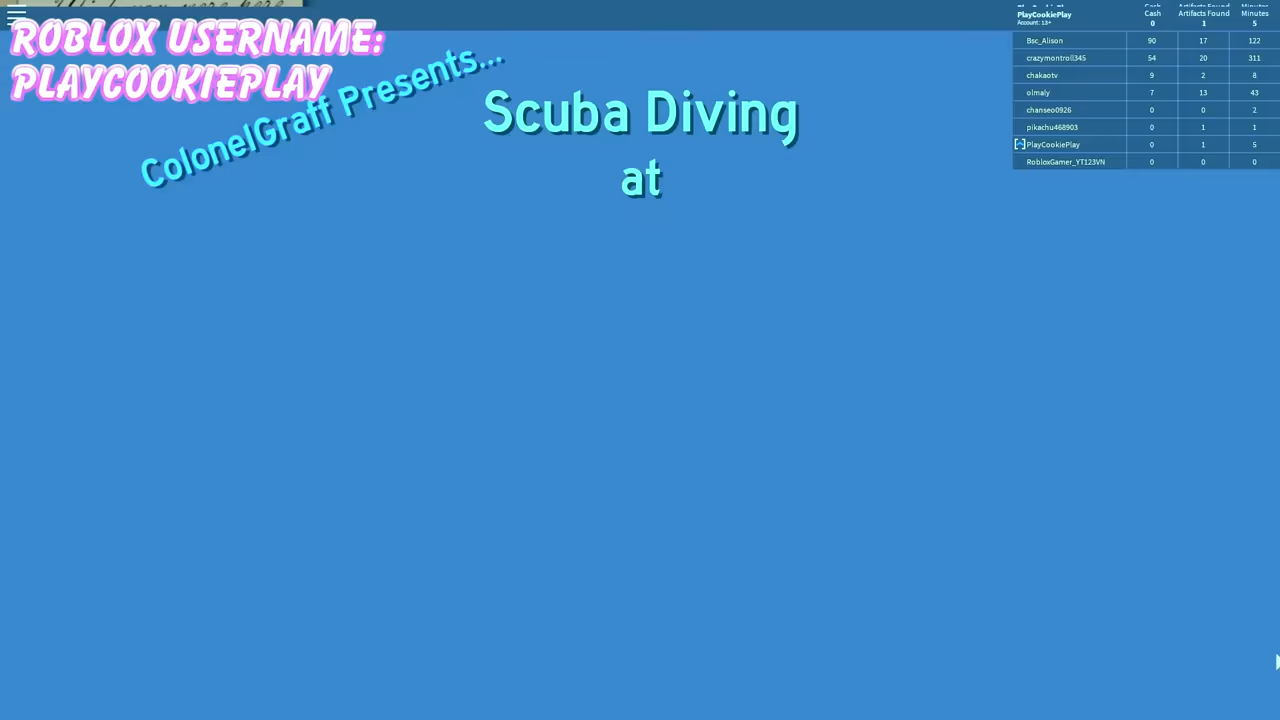 ROBLOX USERNAME:
PLAYCOOKIEPLAY
ColonelGraff Presents...
Scuba Diving
at
PlayCookiePlay
Account: 13+
Cash Artifacts Found Minutes
0 1 5
Bsc_Alison 90 17 122
crazymontroll345 54 20 311
chakaotv 9 2 8
olmaly 7 13 43
chanseo0926 0 0 2
pikachu468903 0 1 1
PlayCookiePlay 0 1 5
RobloxGamer_YT123VN 0 0 0